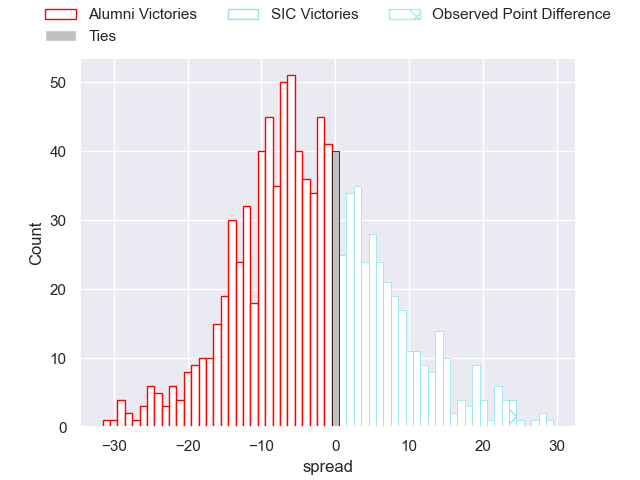 Alumni Victories
SIC Victories
Observed Point Difference
Ties
50
40
30
20
10
0
Count
−30
−20
−10
0
10
20
30
spread